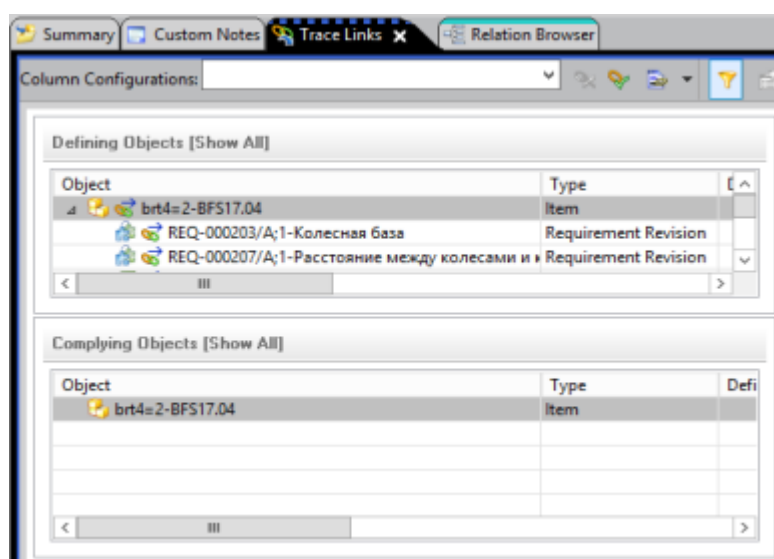 Summary Custom Notes Trace Links Relation Browser
Column Configurations:
Defining Objects [Show All]
Object Type
brt4=2-BFS17.04 Item
REQ-000203/A;1-Колесная база Requirement Revision
REQ-000207/A;1-Расстояние между колесами и Requirement Revision
Complying Objects [Show All]
Object Type Defi
brt4=2-BFS17.04 Item